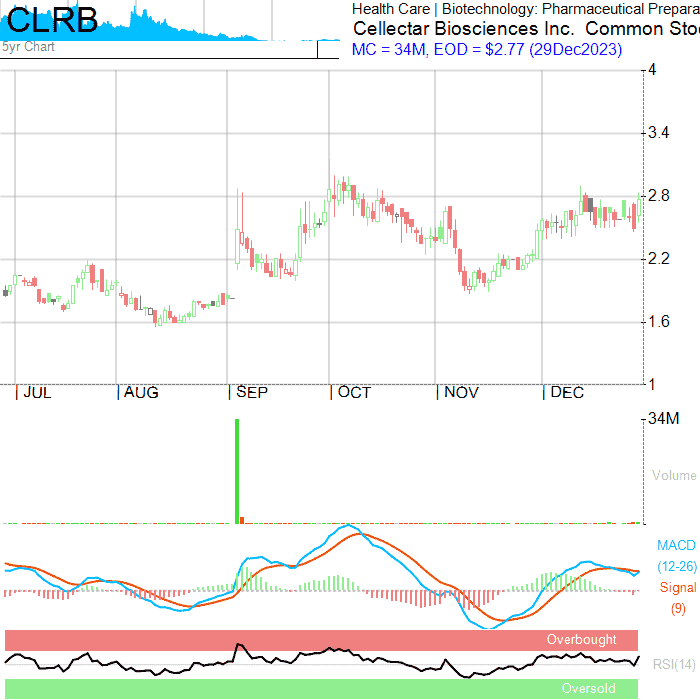 CLRB
5yr Chart
Health Care | Biotechnology: Pharmaceutical Prepara
Cellectar Biosciences Inc. Common Sto
MC = 34M, EOD = $2.77 (29Dec2023)
4
3.4
2.8
2.2
1.6
1
JUL AUG SEP OCT NOV DEC
34M
Volume
MACD
(12-26)
Signal
(9)
Overbought
RSI(14)
Oversold